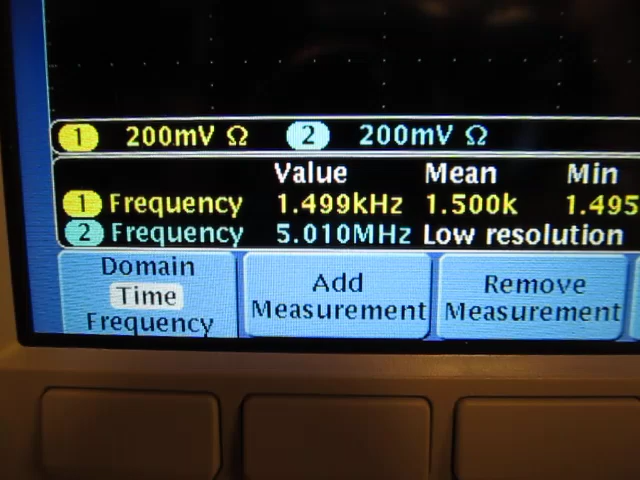 1 200mV Ω 2 200mV Ω
Value Mean Min
1 Frequency 1.499kHz 1.500k 1.495
2 Frequency 5.010MHz Low resolution
Domain
Time
Frequency
Add
Measurement
Remove
Measurement